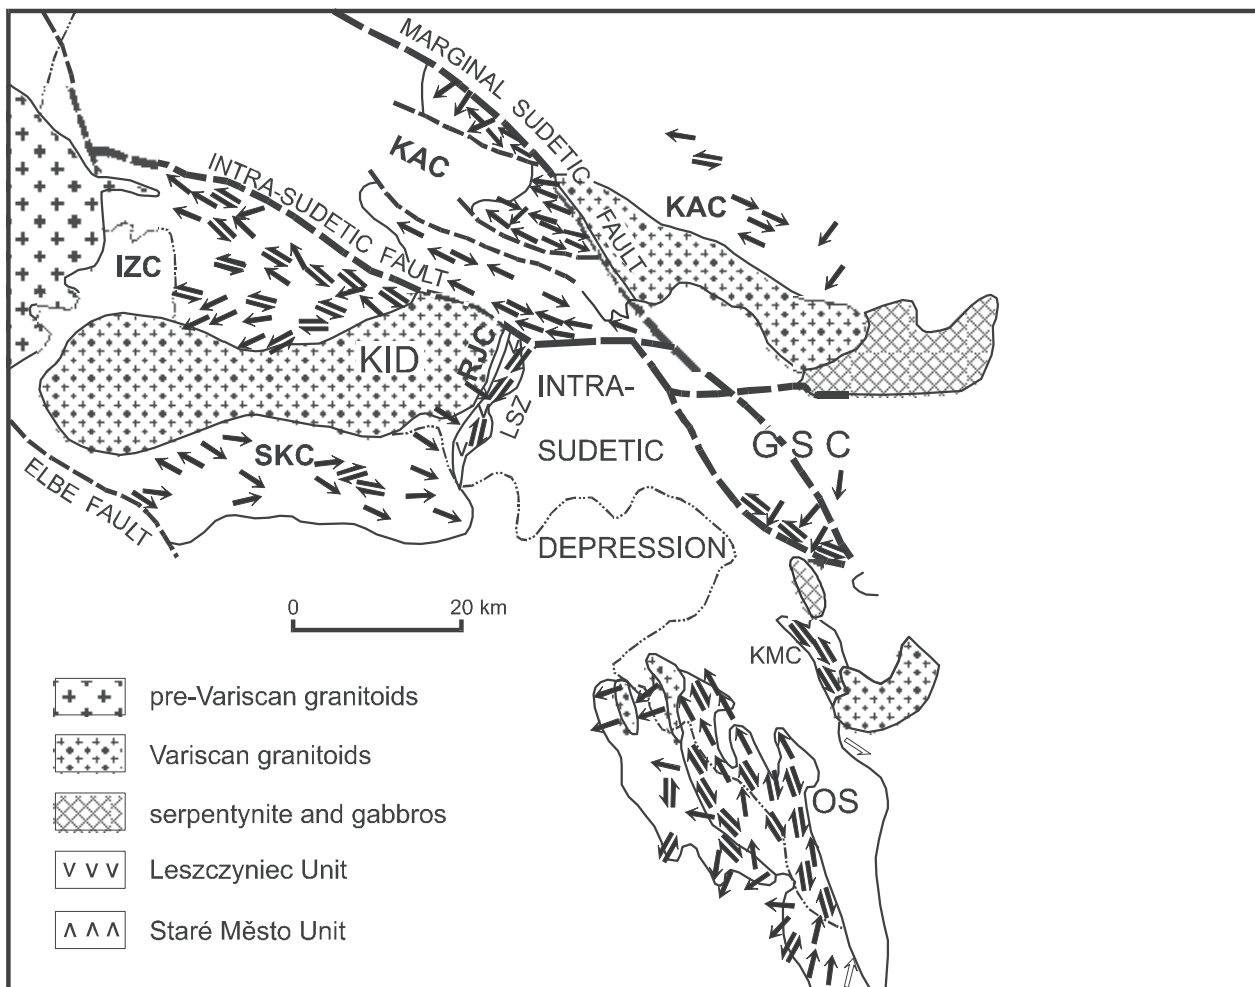 MARGINAL SUDETIC
FAULT
KAC
KAC
INTRA-SUDETIC FAULT
IZC
KID
RJC
LSZ
INTRA-
SUDETIC
DEPRESSION
G S C
SKC
ELBE FAULT
0 20 km
KMC
OS
pre-Variscan granitoids
Variscan granitoids
serpentynite and gabbros
v v v Leszczyniec Unit
ʌ ʌ ʌ Staré Město Unit